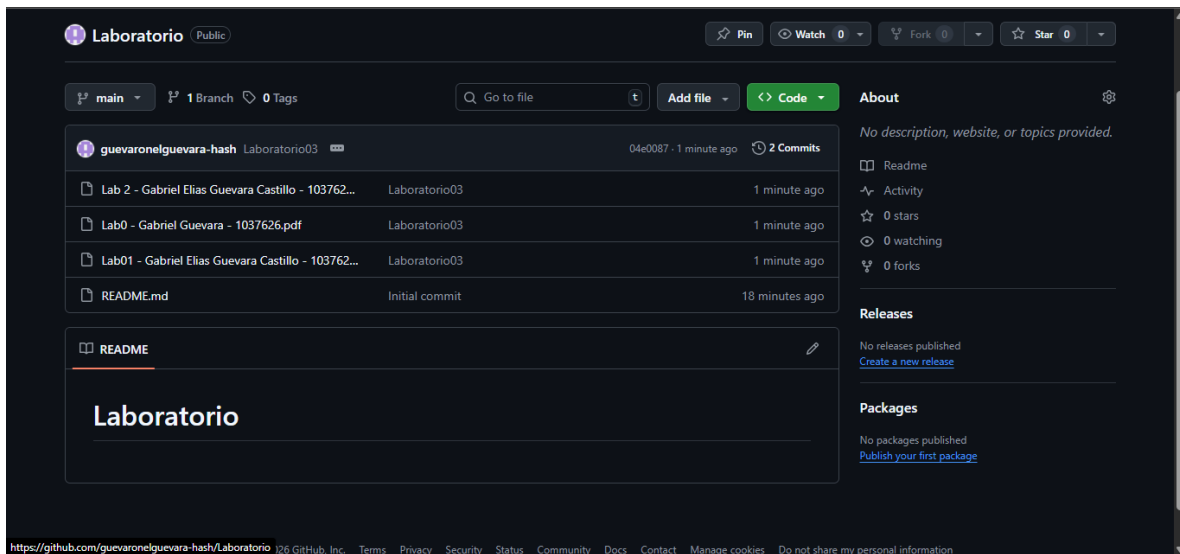 Laboratorio Public
Pin Watch 0 Fork 0 Star 0
main 1 Branch 0 Tags Go to file t Add file Code
guevaronelguevara-hash Laboratorio03 04e0087 · 1 minute ago 2 Commits
Lab 2 - Gabriel Elias Guevara Castillo - 103762... Laboratorio03 1 minute ago
Lab0 - Gabriel Guevara - 1037626.pdf Laboratorio03 1 minute ago
Lab01 - Gabriel Elias Guevara Castillo - 103762... Laboratorio03 1 minute ago
README.md Initial commit 18 minutes ago
README
Laboratorio
About
No description, website, or topics provided.
Readme
Activity
0 stars
0 watching
0 forks
Releases
No releases published
Create a new release
Packages
No packages published
Publish your first package
https://github.com/guevaronelguevara-hash/Laboratorio 26 GitHub, Inc. Terms Privacy Security Status Community Docs Contact Manage cookies Do not share my personal information